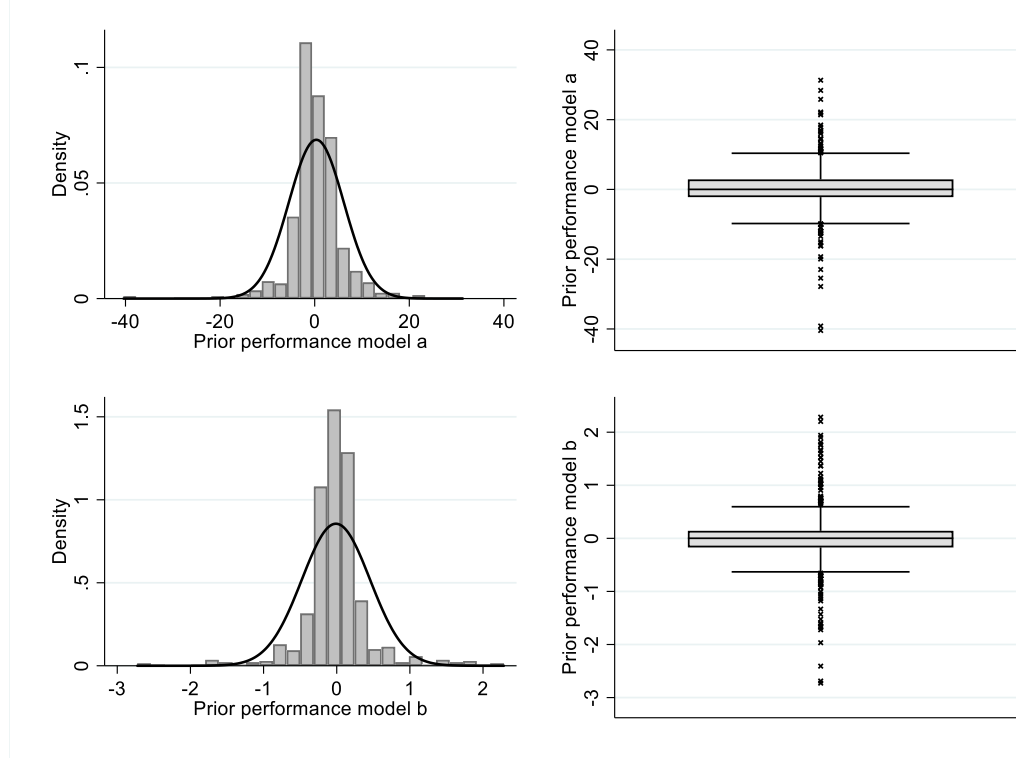 Density
.1
.05
0
-40 -20 0 20 40
Prior performance model a
Prior performance model a
40
20
0
-20
-40
Density
1.5
1
.5
0
-3 -2 -1 0 1 2
Prior performance model b
Prior performance model b
2
1
0
-1
-2
-3